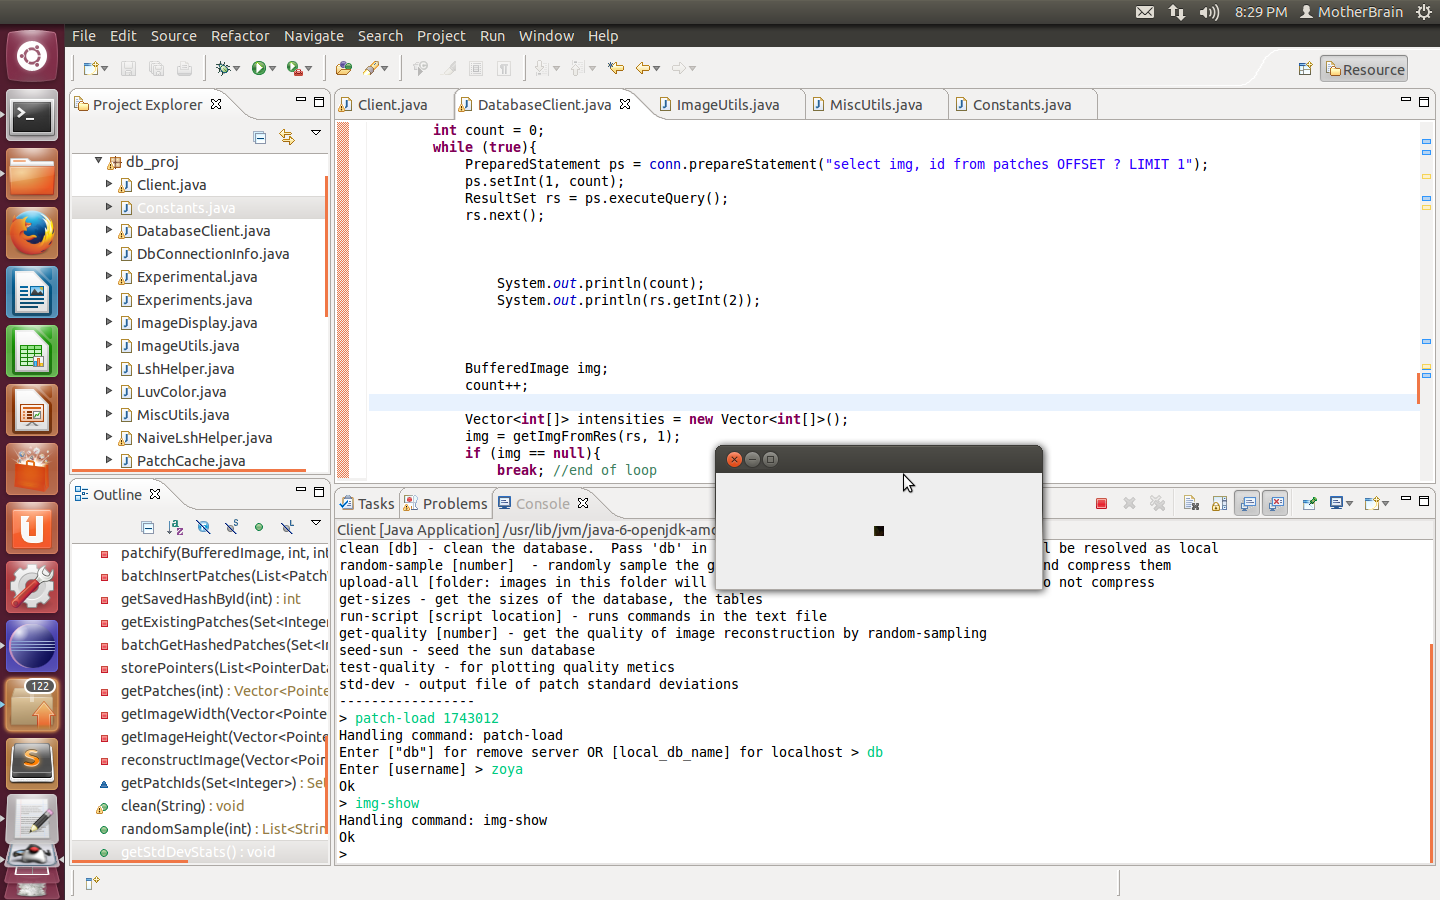 8:29 PM MotherBrain
File Edit Source Refactor Navigate Search Project Run Window Help
Resource
Project Explorer
Client.java DatabaseClient.java ImageUtils.java MiscUtils.java Constants.java
db_proj
Client.java
Constants.java
DatabaseClient.java
DbConnectionInfo.java
Experimental.java
Experiments.java
ImageDisplay.java
ImageUtils.java
LshHelper.java
LuvColor.java
MiscUtils.java
NaiveLshHelper.java
PatchCache.java
int count = 0;
while (true){
PreparedStatement ps = conn.prepareStatement("select img, id from patches OFFSET ? LIMIT 1");
ps.setInt(1, count);
ResultSet rs = ps.executeQuery();
rs.next();
System.out.println(count);
System.out.println(rs.getInt(2));
BufferedImage img;
count++;
Vector<int[]> intensities = new Vector<int[]>();
img = getImgFromRes(rs, 1);
if (img == null){
break; //end of loop
Outline
patchify(BufferedImage, int, int
batchInsertPatches(List<Patch
getSavedHashById(int) : int
getExistingPatches(Set<Integer
batchGetHashedPatches(Set<In
storePointers(List<PointerData
getPatches(int) : Vector<Pointe
getImageWidth(Vector<Pointe
getImageHeight(Vector<Pointe
reconstructImage(Vector<Poin
getPatchIds(Set<Integer>) : Set
clean(String) : void
randomSample(int) : List<Strin
getStdDevStats() : void
122
Tasks Problems Console
Client [Java Application] /usr/lib/jvm/java-6-openjdk-amd
clean [db] - clean the database.  Pass 'db' in l be resolved as local
random-sample [number]  - randomly sample the g nd compress them
upload-all [folder: images in this folder will o not compress
get-sizes - get the sizes of the database, the tables
run-script [script location] - runs commands in the text file
get-quality [number] - get the quality of image reconstruction by random-sampling
seed-sun - seed the sun database
test-quality - for plotting quality metics
std-dev - output file of patch standard deviations
-----------------
> patch-load 1743012
Handling command: patch-load
Enter ["db"] for remove server OR [local_db_name] for localhost > db
Enter [username] > zoya
Ok
> img-show
Handling command: img-show
Ok
>